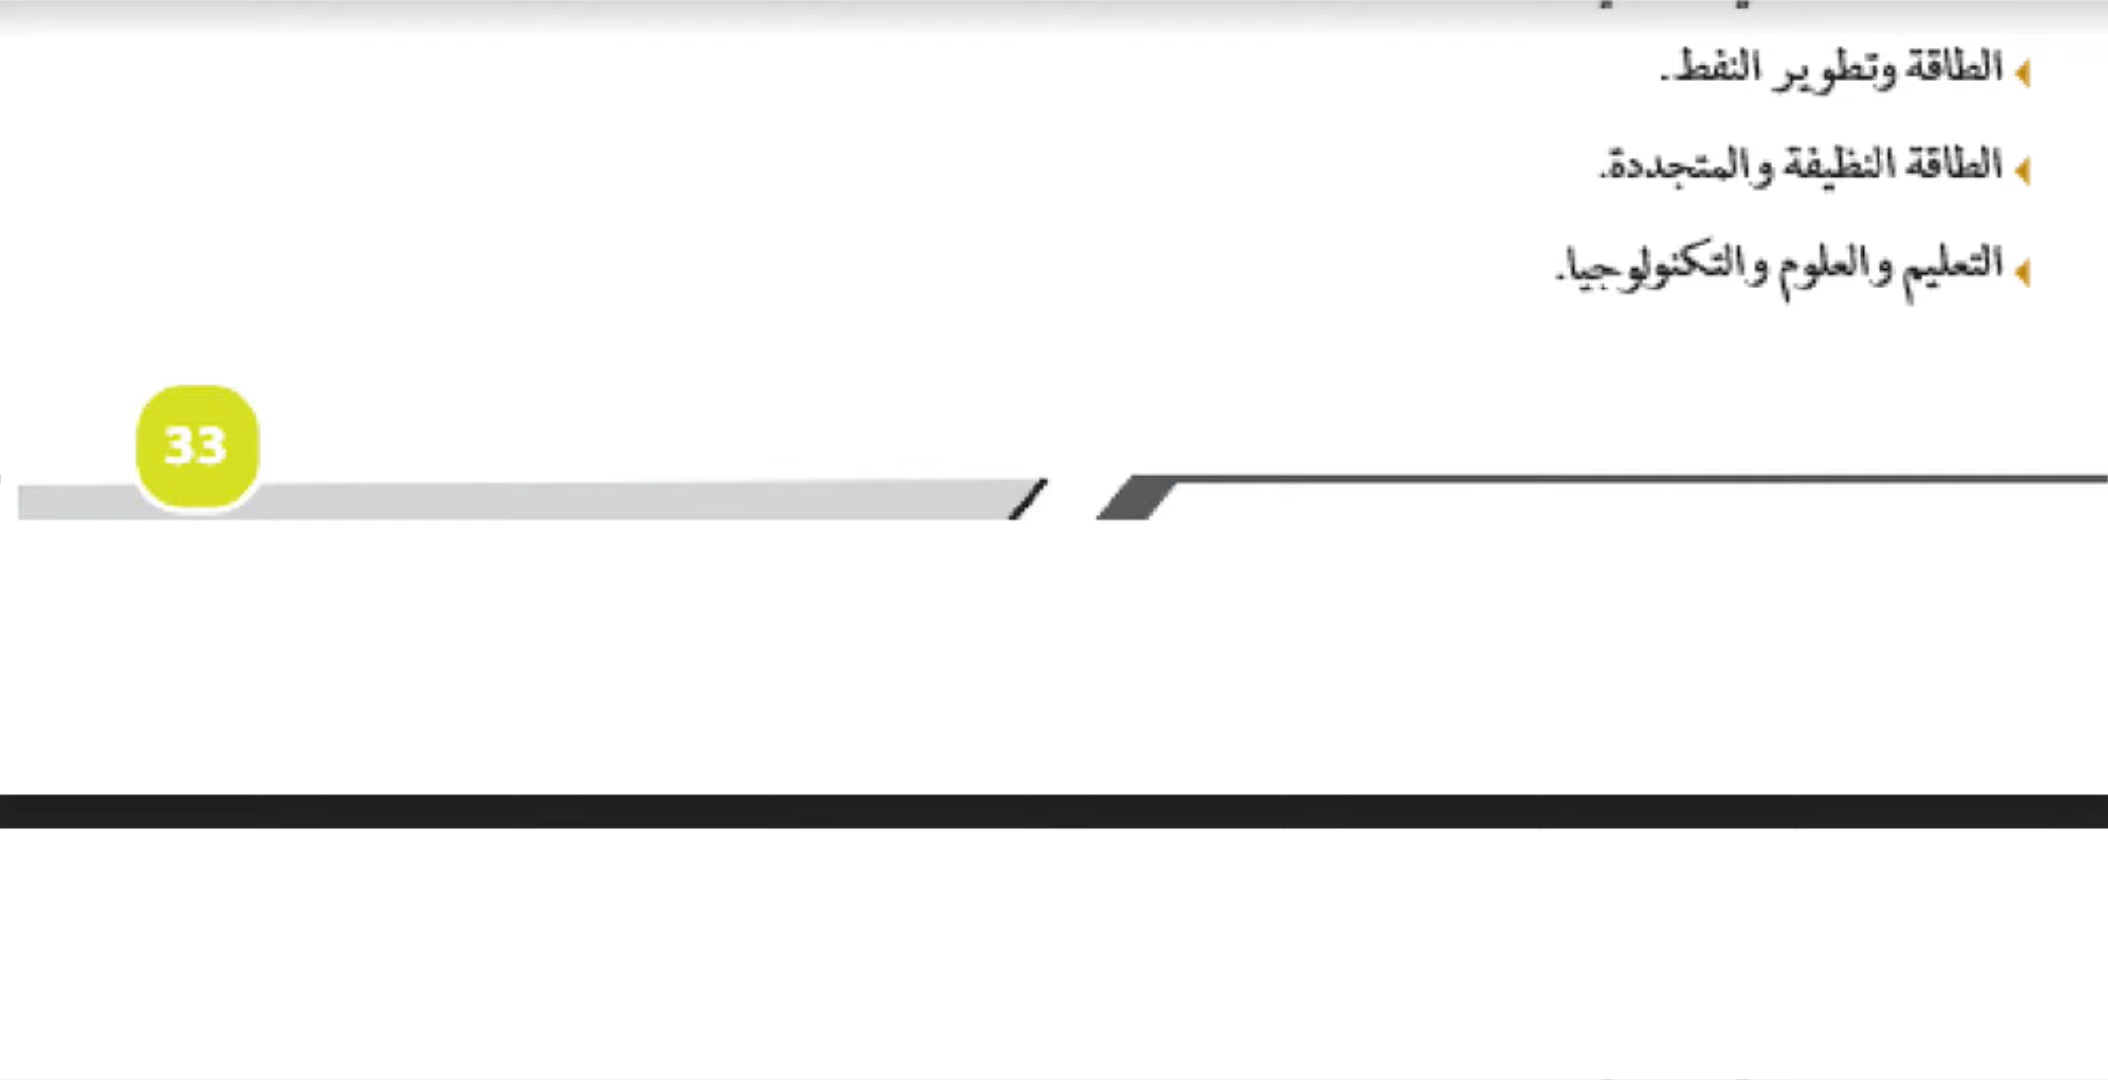 الطاقة وتطوير النفط.
الطاقة النظيفة والمتجددة.
التعليم والعلوم والتكنولوجيا.
33